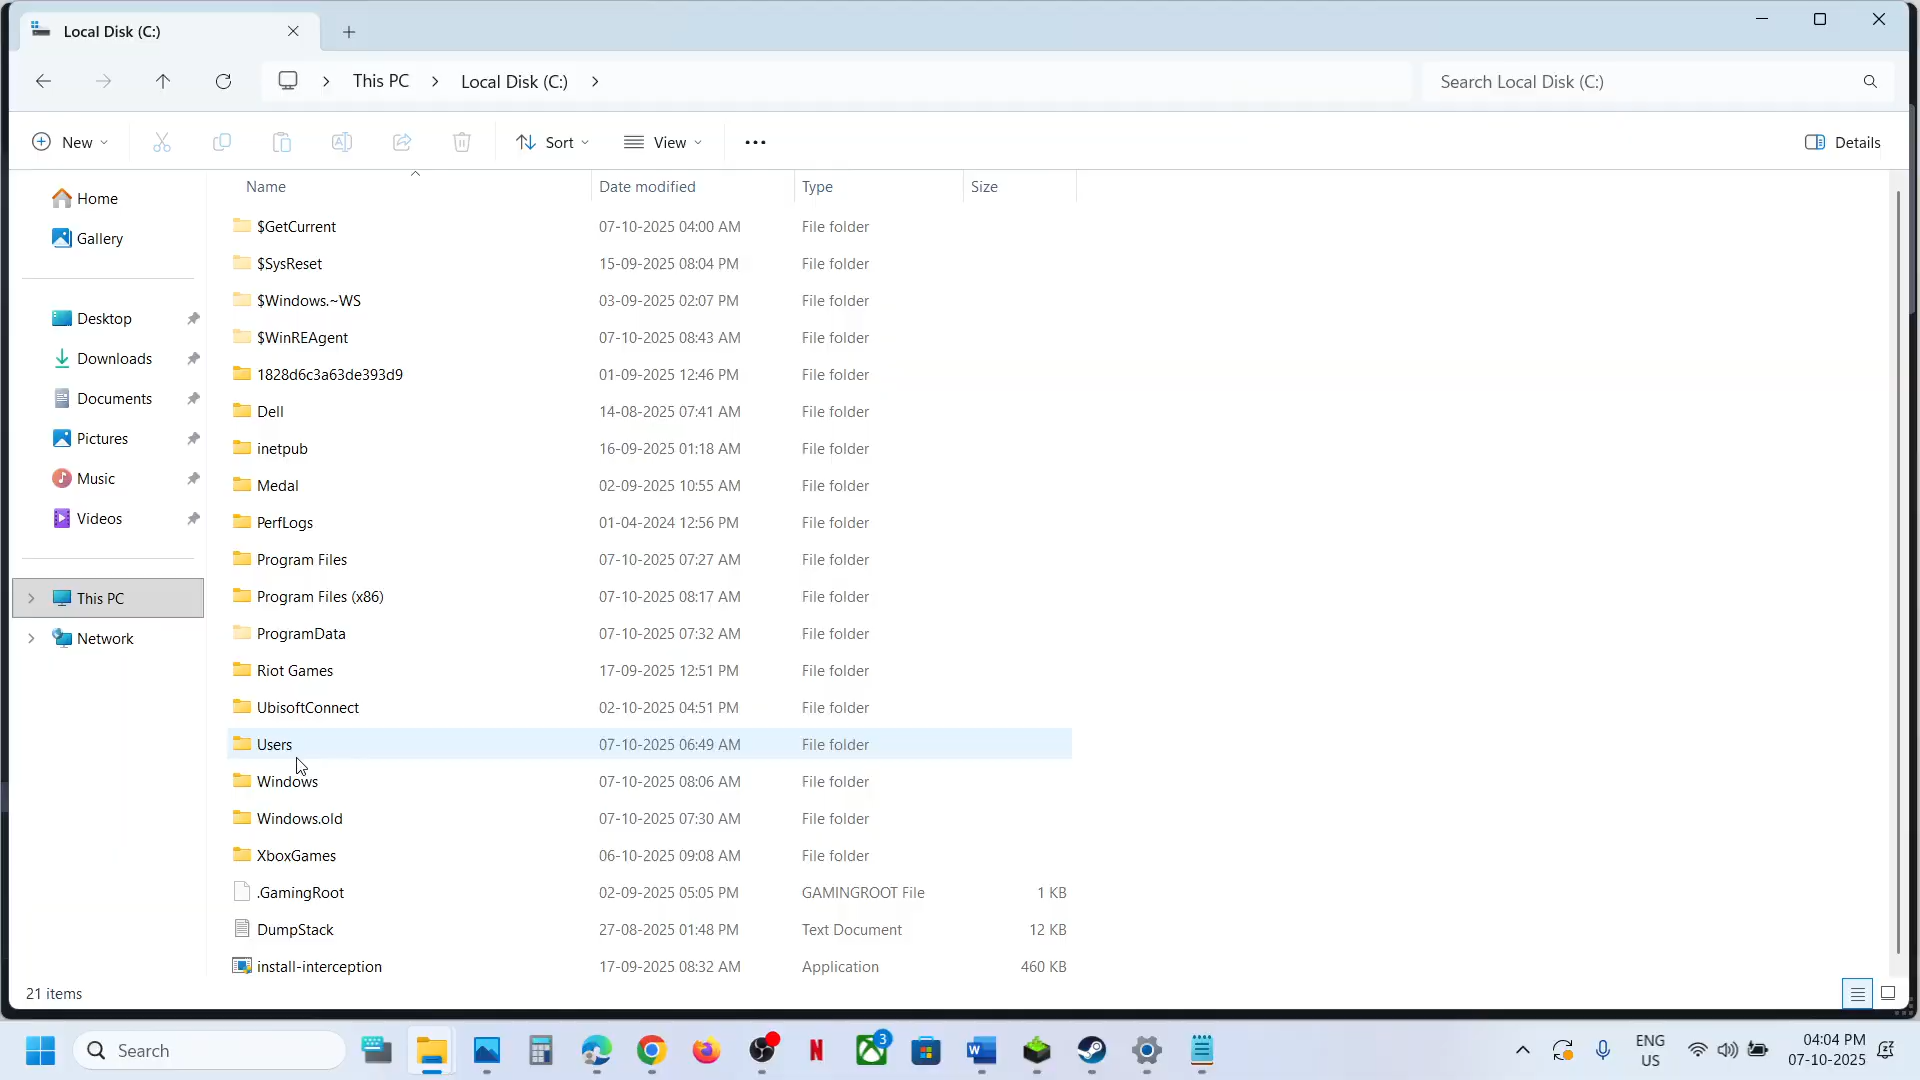 Local Disk (C:)
This PC
Local Disk (C:)
Search Local Disk (C:)
New
Sort
View
Details
Name Date modified Type Size
Home
Gallery
Desktop
Downloads
Documents
Pictures
Music
Videos
This PC
Network
$GetCurrent 07-10-2025 04:00 AM File folder
$SysReset 15-09-2025 08:04 PM File folder
$Windows.~WS 03-09-2025 02:07 PM File folder
$WinREAgent 07-10-2025 08:43 AM File folder
1828d6c3a63de393d9 01-09-2025 12:46 PM File folder
Dell 14-08-2025 07:41 AM File folder
inetpub 16-09-2025 01:18 AM File folder
Medal 02-09-2025 10:55 AM File folder
PerfLogs 01-04-2024 12:56 PM File folder
Program Files 07-10-2025 07:27 AM File folder
Program Files (x86) 07-10-2025 08:17 AM File folder
ProgramData 07-10-2025 07:32 AM File folder
Riot Games 17-09-2025 12:51 PM File folder
UbisoftConnect 02-10-2025 04:51 PM File folder
Users 07-10-2025 06:49 AM File folder
Windows 07-10-2025 08:06 AM File folder
Windows.old 07-10-2025 07:30 AM File folder
XboxGames 06-10-2025 09:08 AM File folder
.GamingRoot 02-09-2025 05:05 PM GAMINGROOT File 1 KB
DumpStack 27-08-2025 01:48 PM Text Document 12 KB
install-interception 17-09-2025 08:32 AM Application 460 KB
21 items
Search
N
3
W
ENG
US
04:04 PM
07-10-2025